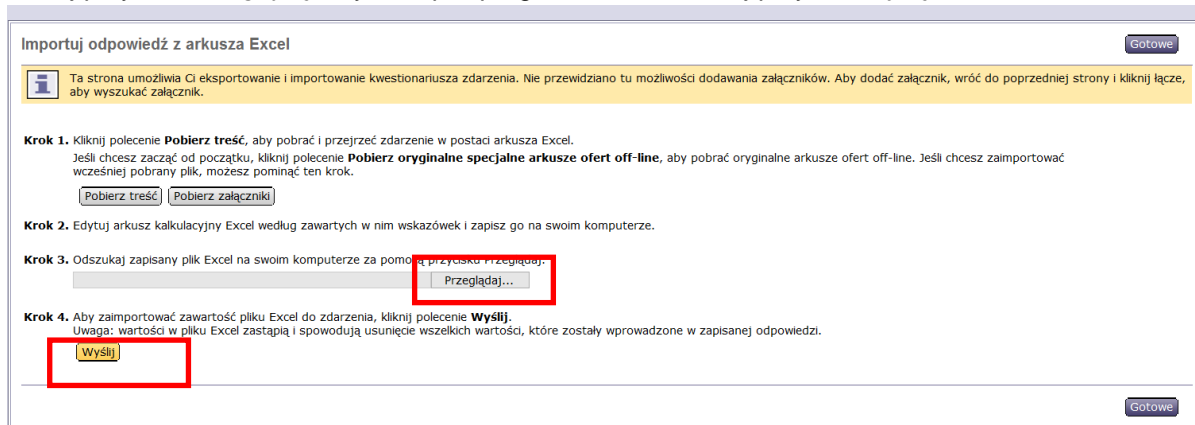 Importuj odpowiedź z arkusza Excel
Gotowe
Ta strona umożliwia Ci eksportowanie i importowanie kwestionariusza zdarzenia. Nie przewidziano tu możliwości dodawania załączników. Aby dodać załącznik, wróć do poprzedniej strony i kliknij łącze,
aby wyszukać załącznik.
Krok 1. Kliknij polecenie Pobierz treść, aby pobrać i przejrzeć zdarzenie w postaci arkusza Excel.
Jeśli chcesz zacząć od początku, kliknij polecenie Pobierz oryginalne specjalne arkusze ofert off-line, aby pobrać oryginalne arkusze ofert off-line. Jeśli chcesz zaimportować
wcześniej pobrany plik, możesz pominąć ten krok.
Pobierz treść Pobierz załączniki
Krok 2. Edytuj arkusz kalkulacyjny Excel według zawartych w nim wskazówek i zapisz go na swoim komputerze.
Krok 3. Odszukaj zapisany plik Excel na swoim komputerze za pomocą przycisku Przeglądaj.
Przeglądaj...
Krok 4. Aby zaimportować zawartość pliku Excel do zdarzenia, kliknij polecenie Wyślij.
Uwaga: wartości w pliku Excel zastąpią i spowodują usunięcie wszelkich wartości, które zostały wprowadzone w zapisanej odpowiedzi.
Wyślij
Gotowe